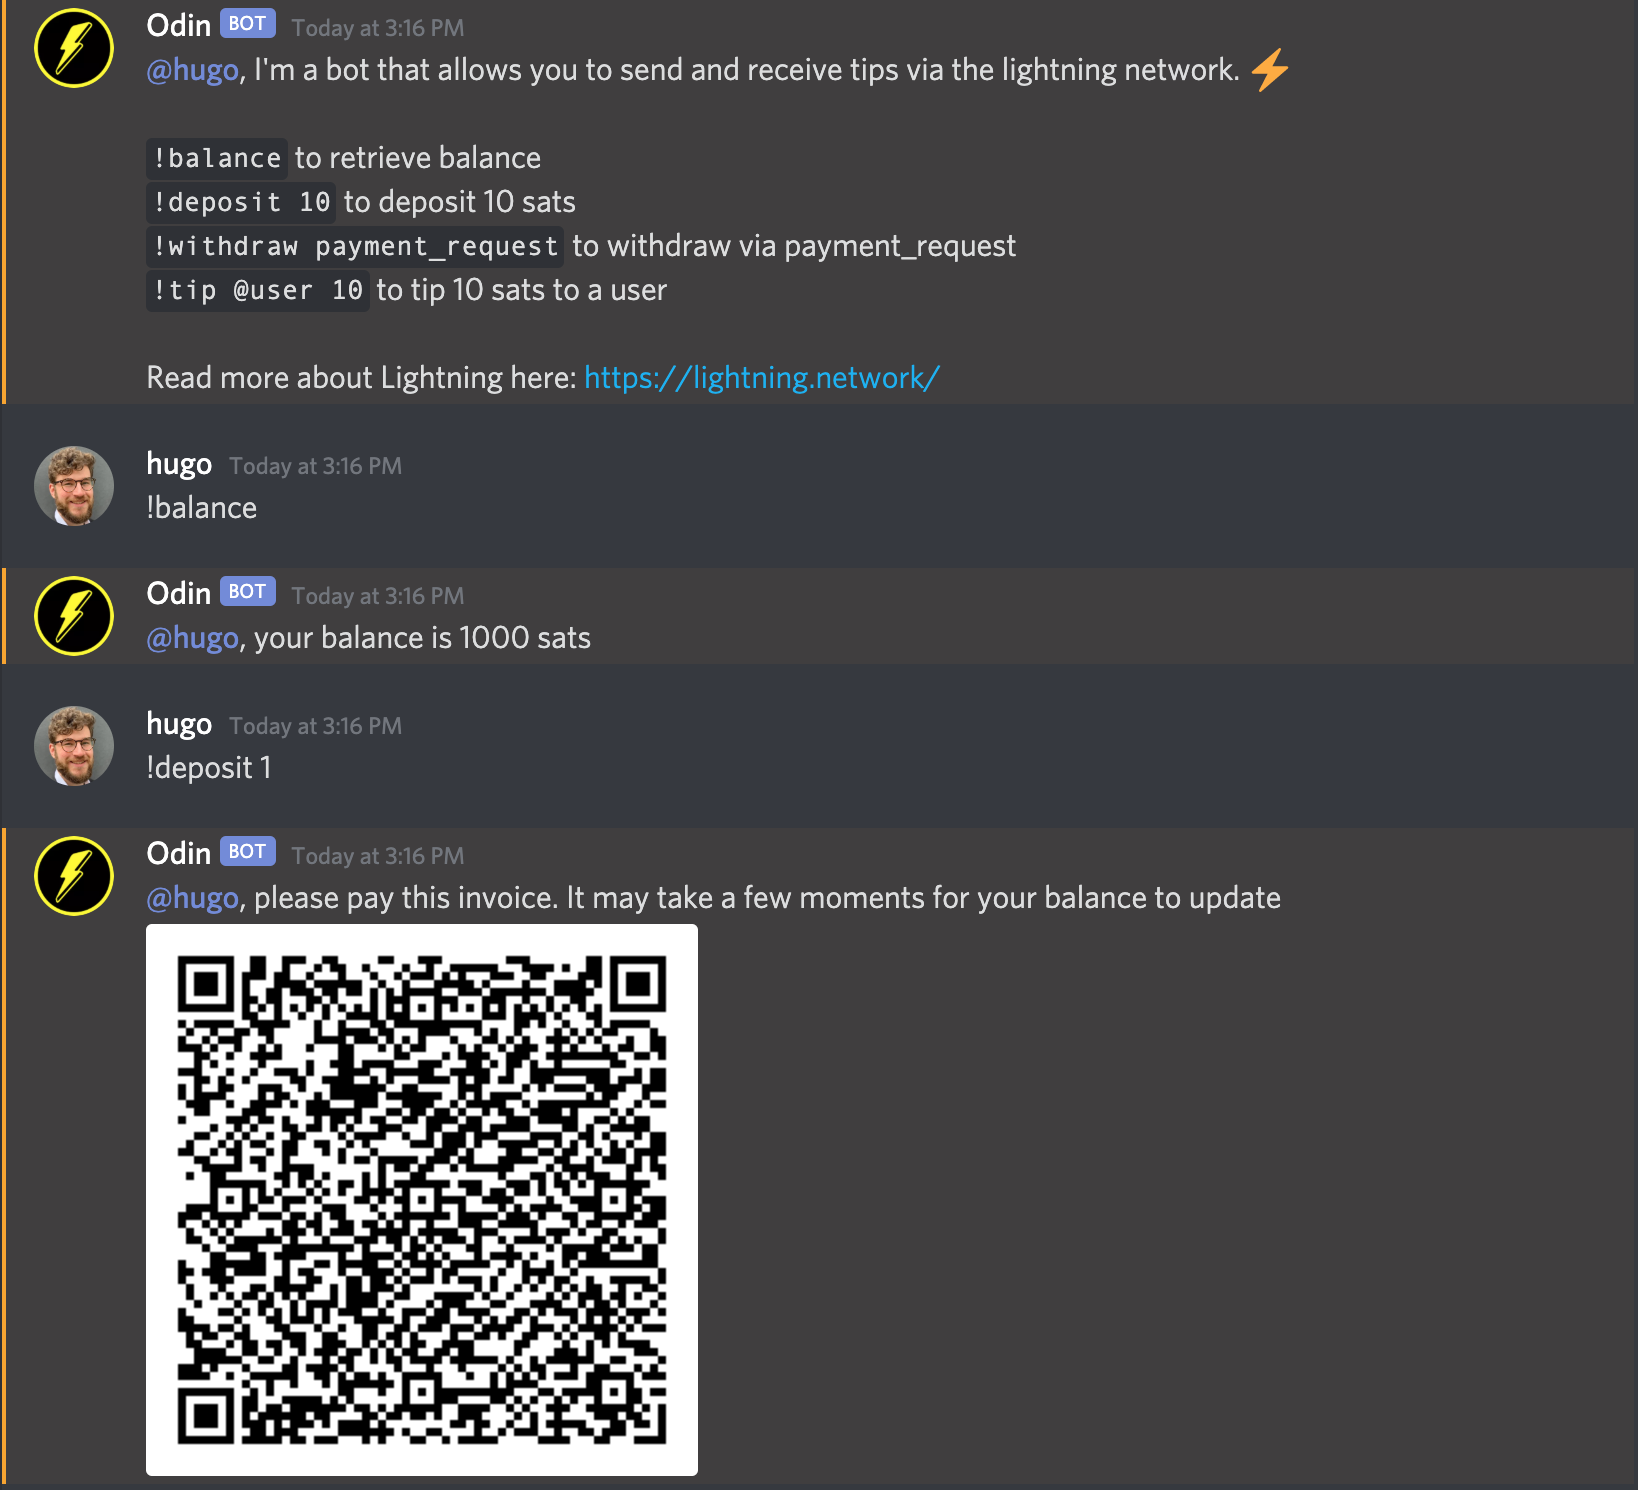 Odin BOT Today at 3:16 PM
@hugo, I'm a bot that allows you to send and receive tips via the lightning network. ⚡
!balance to retrieve balance
!deposit 10 to deposit 10 sats
!withdraw payment_request to withdraw via payment_request
!tip @user 10 to tip 10 sats to a user
Read more about Lightning here: https://lightning.network/
hugo Today at 3:16 PM
!balance
Odin BOT Today at 3:16 PM
@hugo, your balance is 1000 sats
hugo Today at 3:16 PM
!deposit 1
Odin BOT Today at 3:16 PM
@hugo, please pay this invoice. It may take a few moments for your balance to update